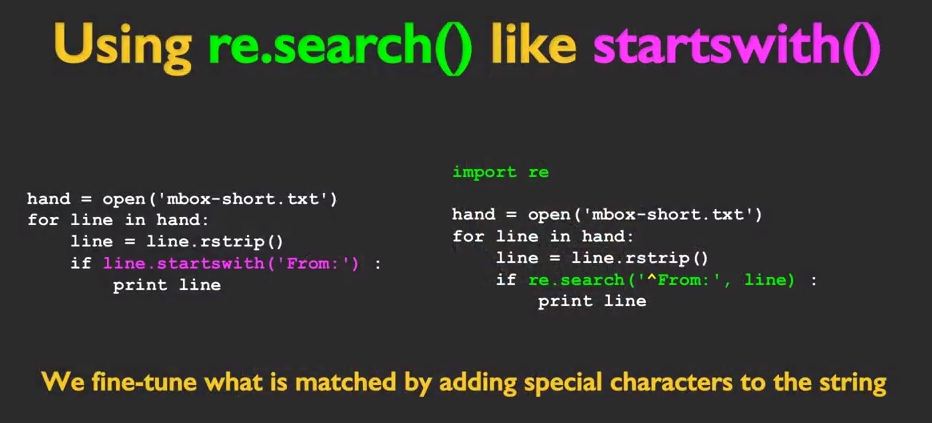 Using re.search() like startswith()
hand = open('mbox-short.txt')
for line in hand:
    line = line.rstrip()
    if line.startswith('From:') :
        print line
import re
hand = open('mbox-short.txt')
for line in hand:
    line = line.rstrip()
    if re.search('^From:', line) :
        print line
We fine-tune what is matched by adding special characters to the string